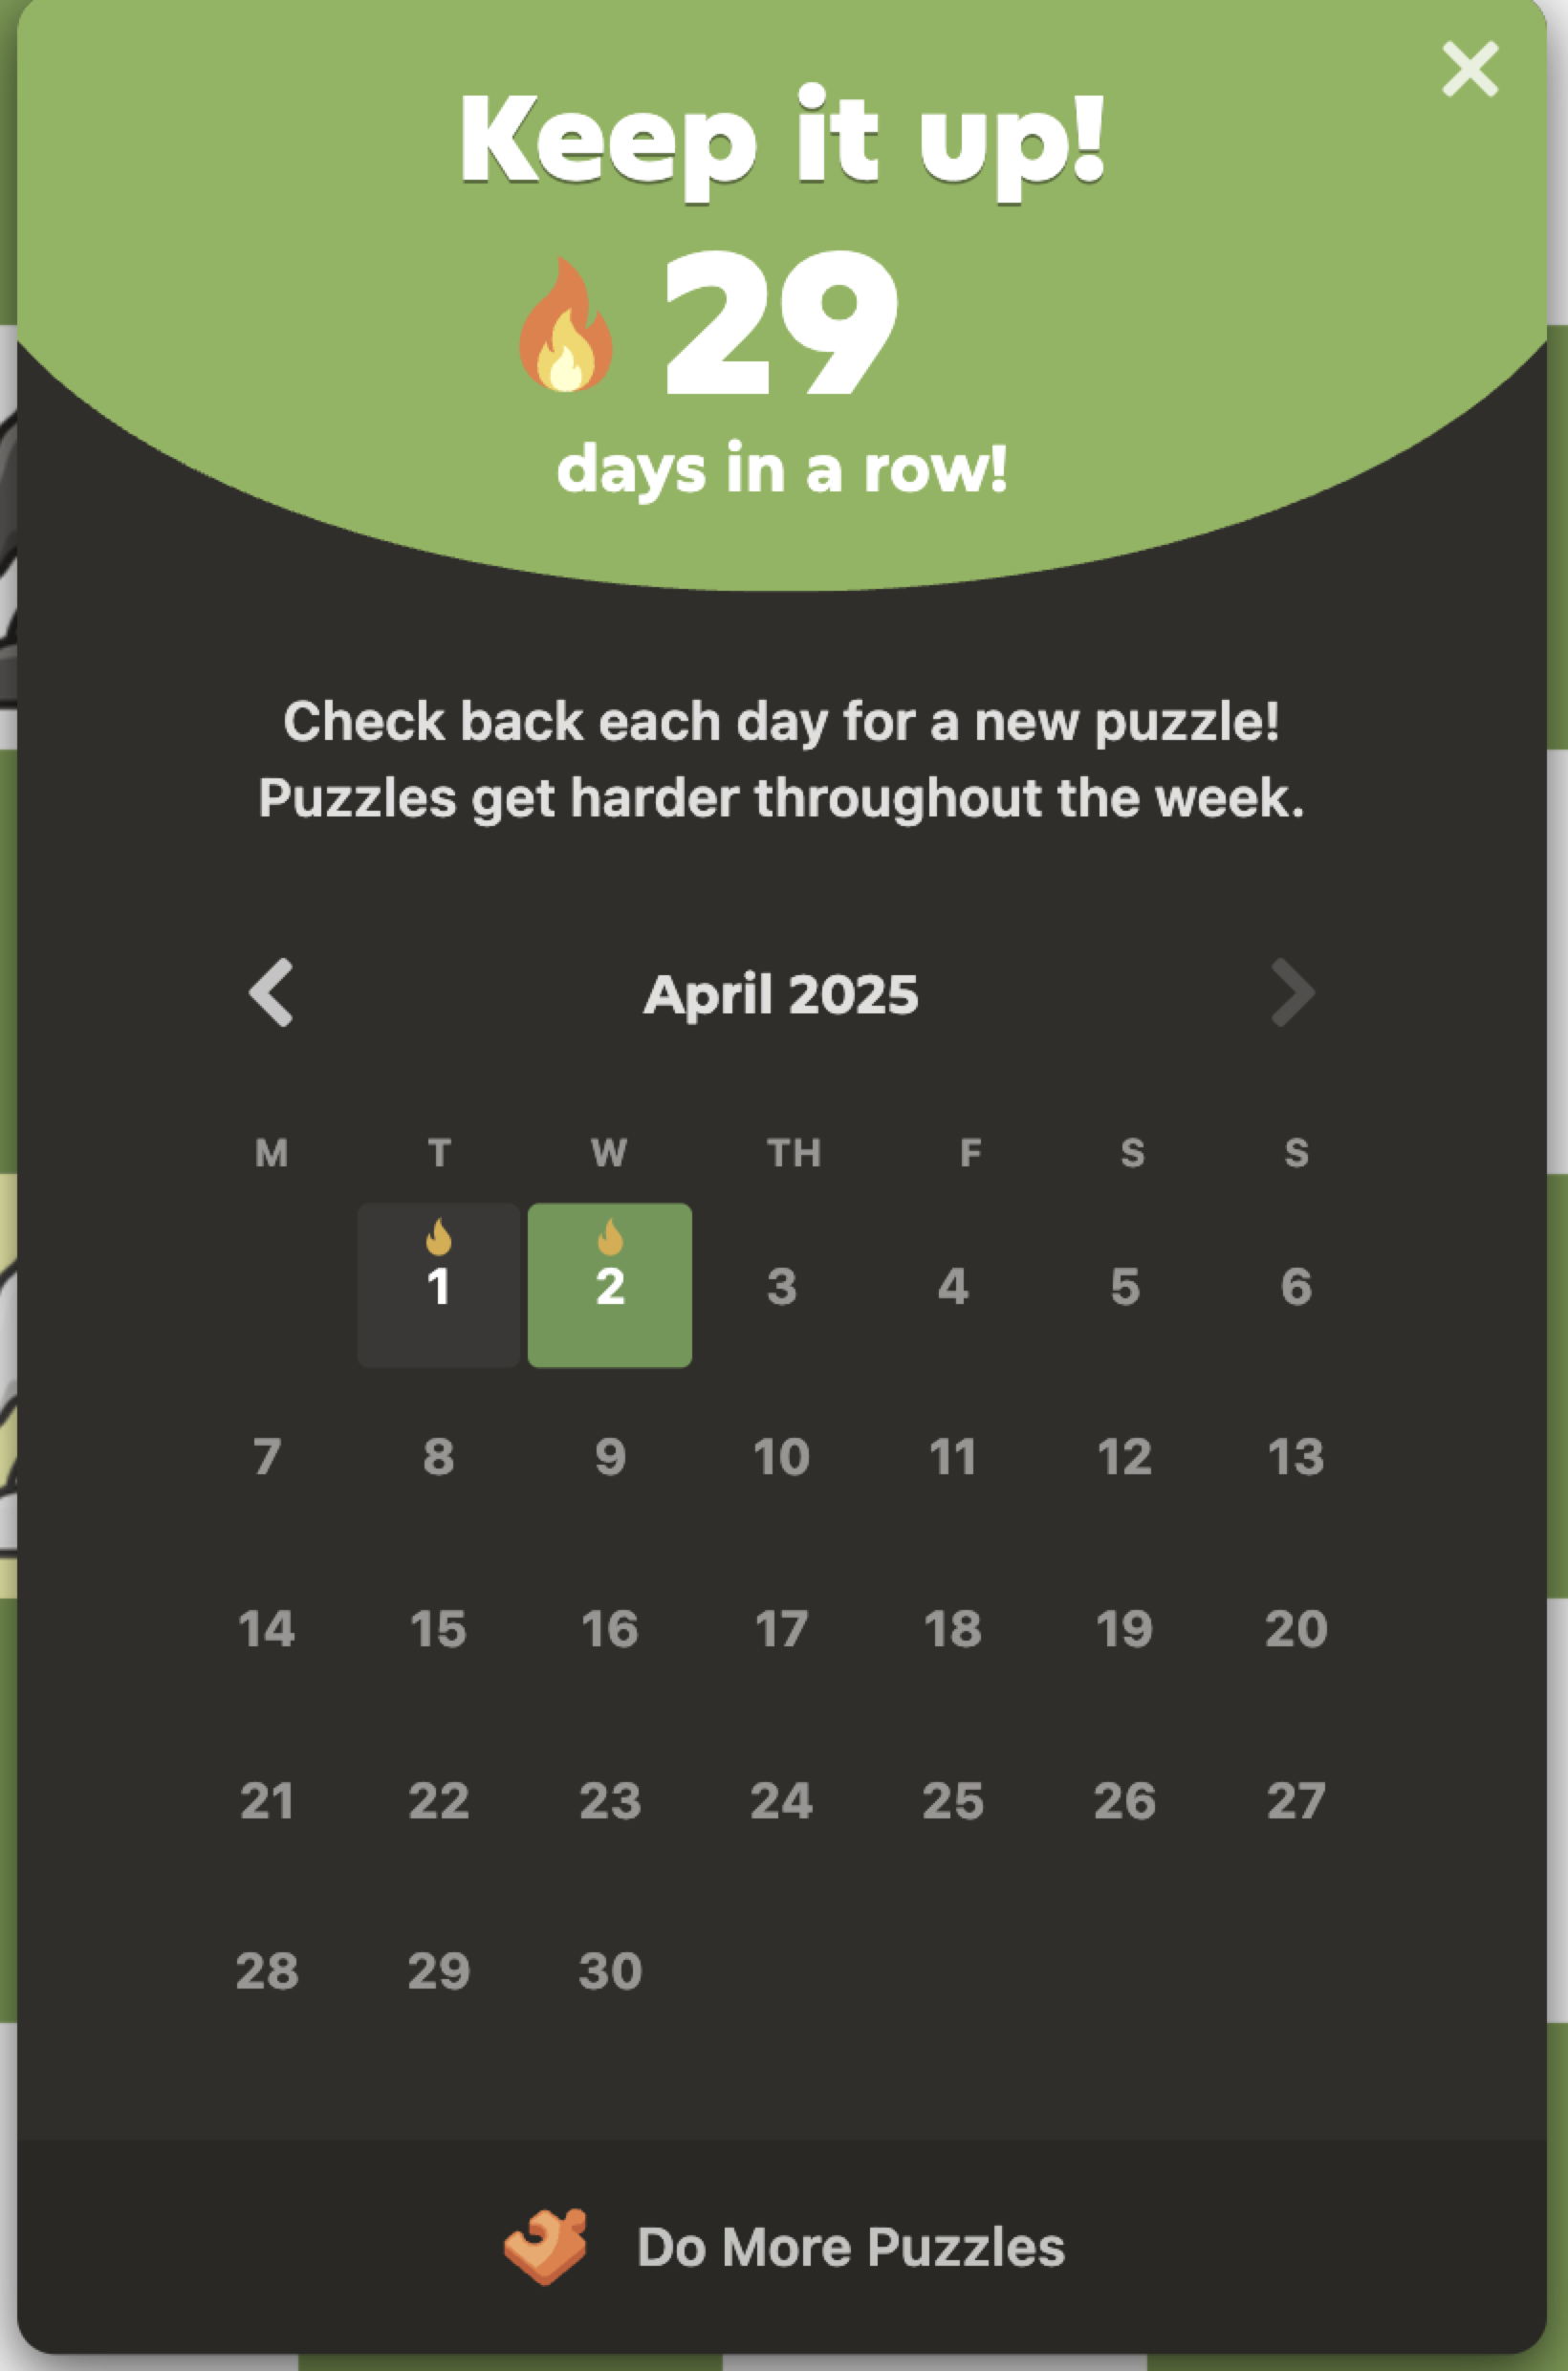 Keep it up!
29
days in a row!
Check back each day for a new puzzle!
Puzzles get harder throughout the week.
April 2025
M T W TH F S S
1 2 3 4 5 6
7 8 9 10 11 12 13
14 15 16 17 18 19 20
21 22 23 24 25 26 27
28 29 30
Do More Puzzles